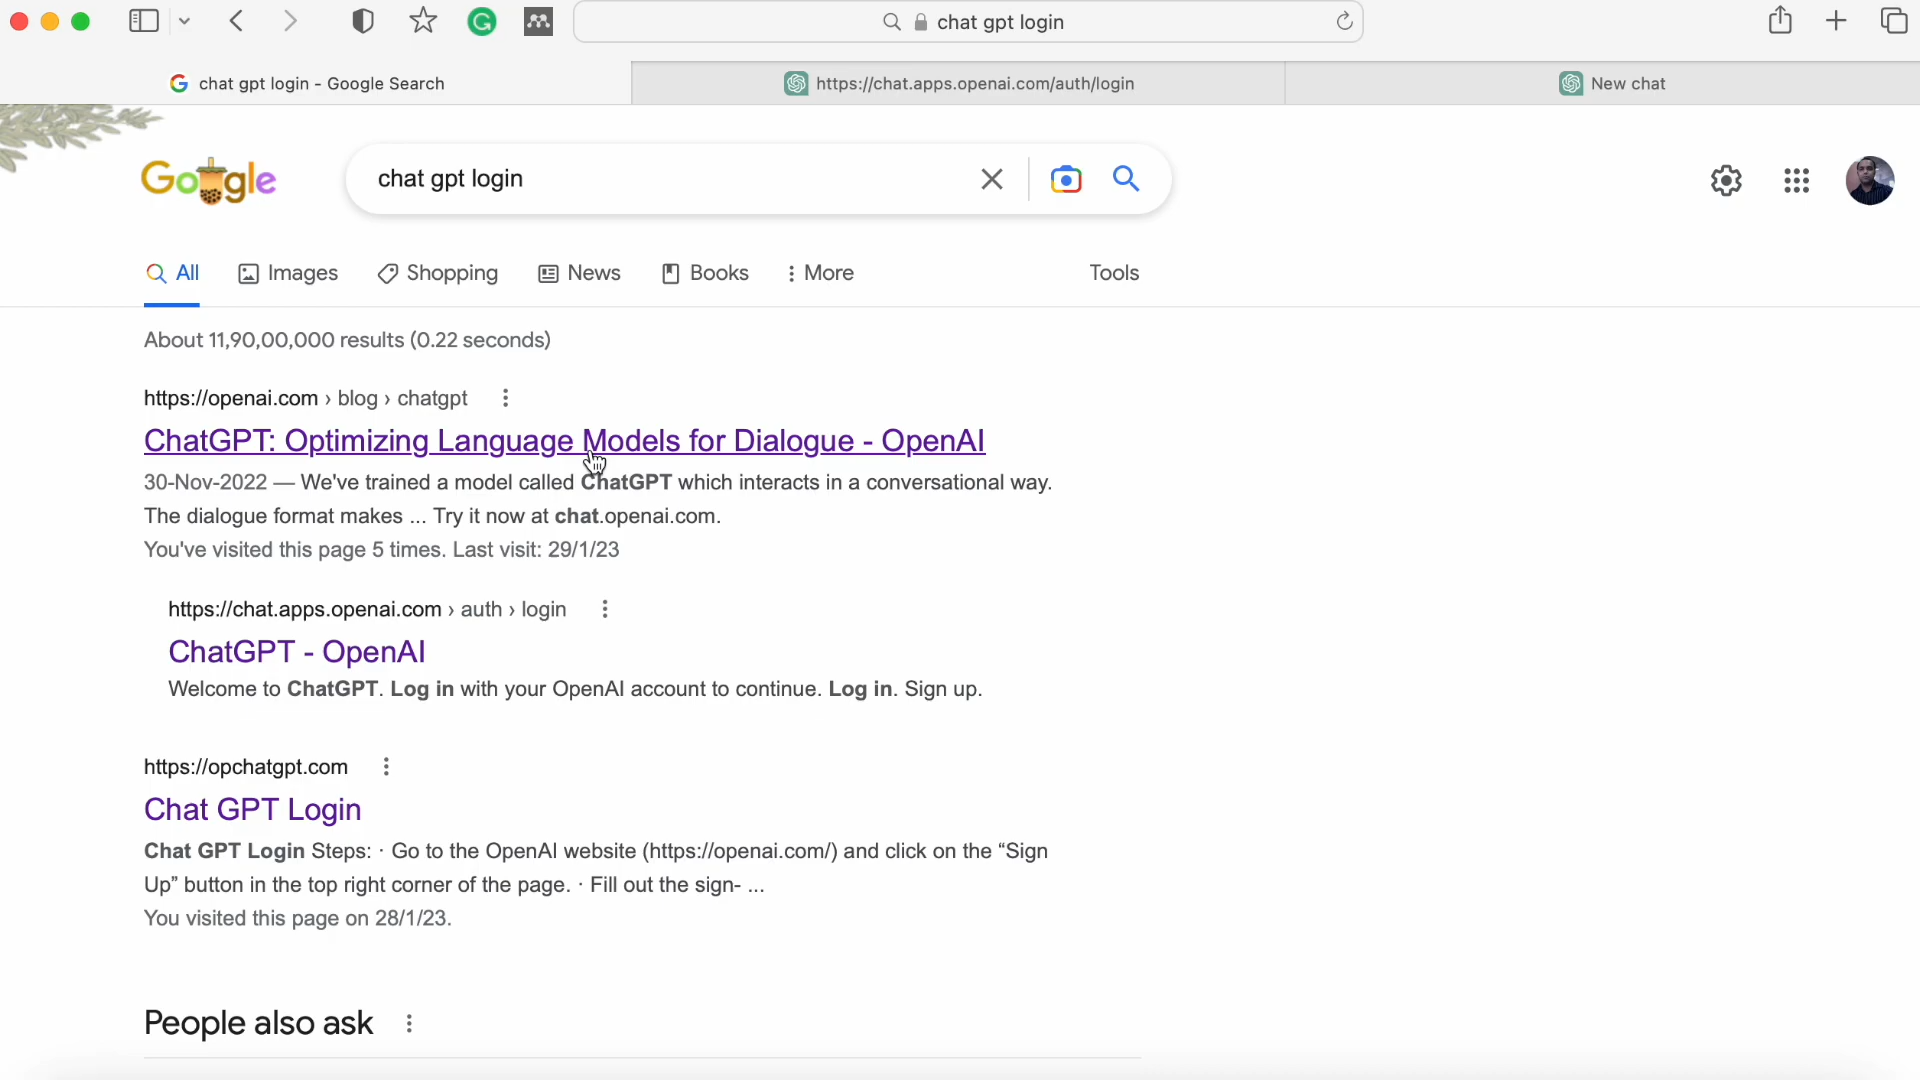 chat gpt login
chat gpt login - Google Search
https://chat.apps.openai.com/auth/login
New chat
Google
chat gpt login
All
Images
Shopping
News
Books
More
Tools
About 11,90,00,000 results (0.22 seconds)
https://openai.com › blog › chatgpt
ChatGPT: Optimizing Language Models for Dialogue - OpenAI
30-Nov-2022 — We've trained a model called ChatGPT which interacts in a conversational way.
The dialogue format makes ... Try it now at chat.openai.com.
You've visited this page 5 times. Last visit: 29/1/23
https://chat.apps.openai.com › auth › login
ChatGPT - OpenAI
Welcome to ChatGPT. Log in with your OpenAI account to continue. Log in. Sign up.
https://opchatgpt.com
Chat GPT Login
Chat GPT Login Steps: · Go to the OpenAI website (https://openai.com/) and click on the “Sign
Up” button in the top right corner of the page. · Fill out the sign- ...
You visited this page on 28/1/23.
People also ask